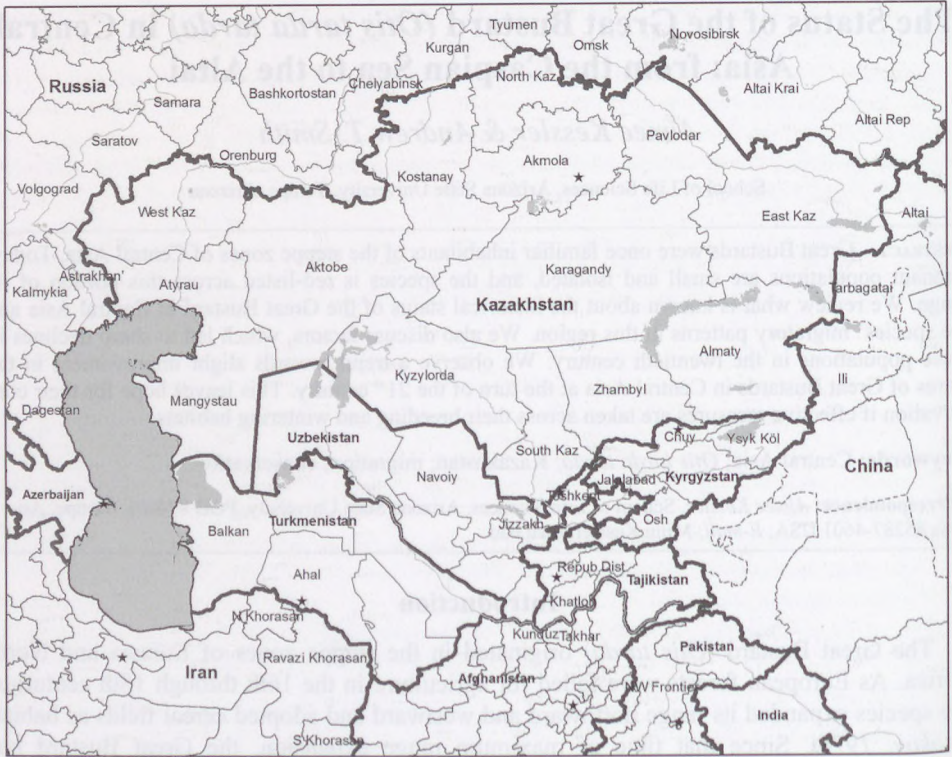 Tyumen
Kurgan
Omsk
Novosibirsk
Russia
Chelyabinsk
North Kaz
Bashkortostan
Altai Krai
Samara
Pavlodar
Altai Rep
Saratov
Orenburg
Akmola
Kostanay
Volgograd
West Kaz
East Kaz
Altai
Aktobe
Karagandy
Astrakhan'
Atyrau
Kalmykia
Tarbagatai
Kazakhstan
Almaty
Ili
Kyzylorda
Zhambyl
Mangystau
Dagestan
Uzbekistan
Chuy
Ysyk Köl
South Kaz
China
Navoiy
Jalalabad
Kyrgyzstan
Azerbaijan
Tashkent
Turkmenistan
Jizzakh
Osh
Balkan
Repub Dist
Tajikistan
Ahal
Khatlon
N Khorasan
Kunduz
Takhar
Ravazi Khorasan
Pakistan
Iran
Afghanistan
NW Frontier
India
S Khorasan